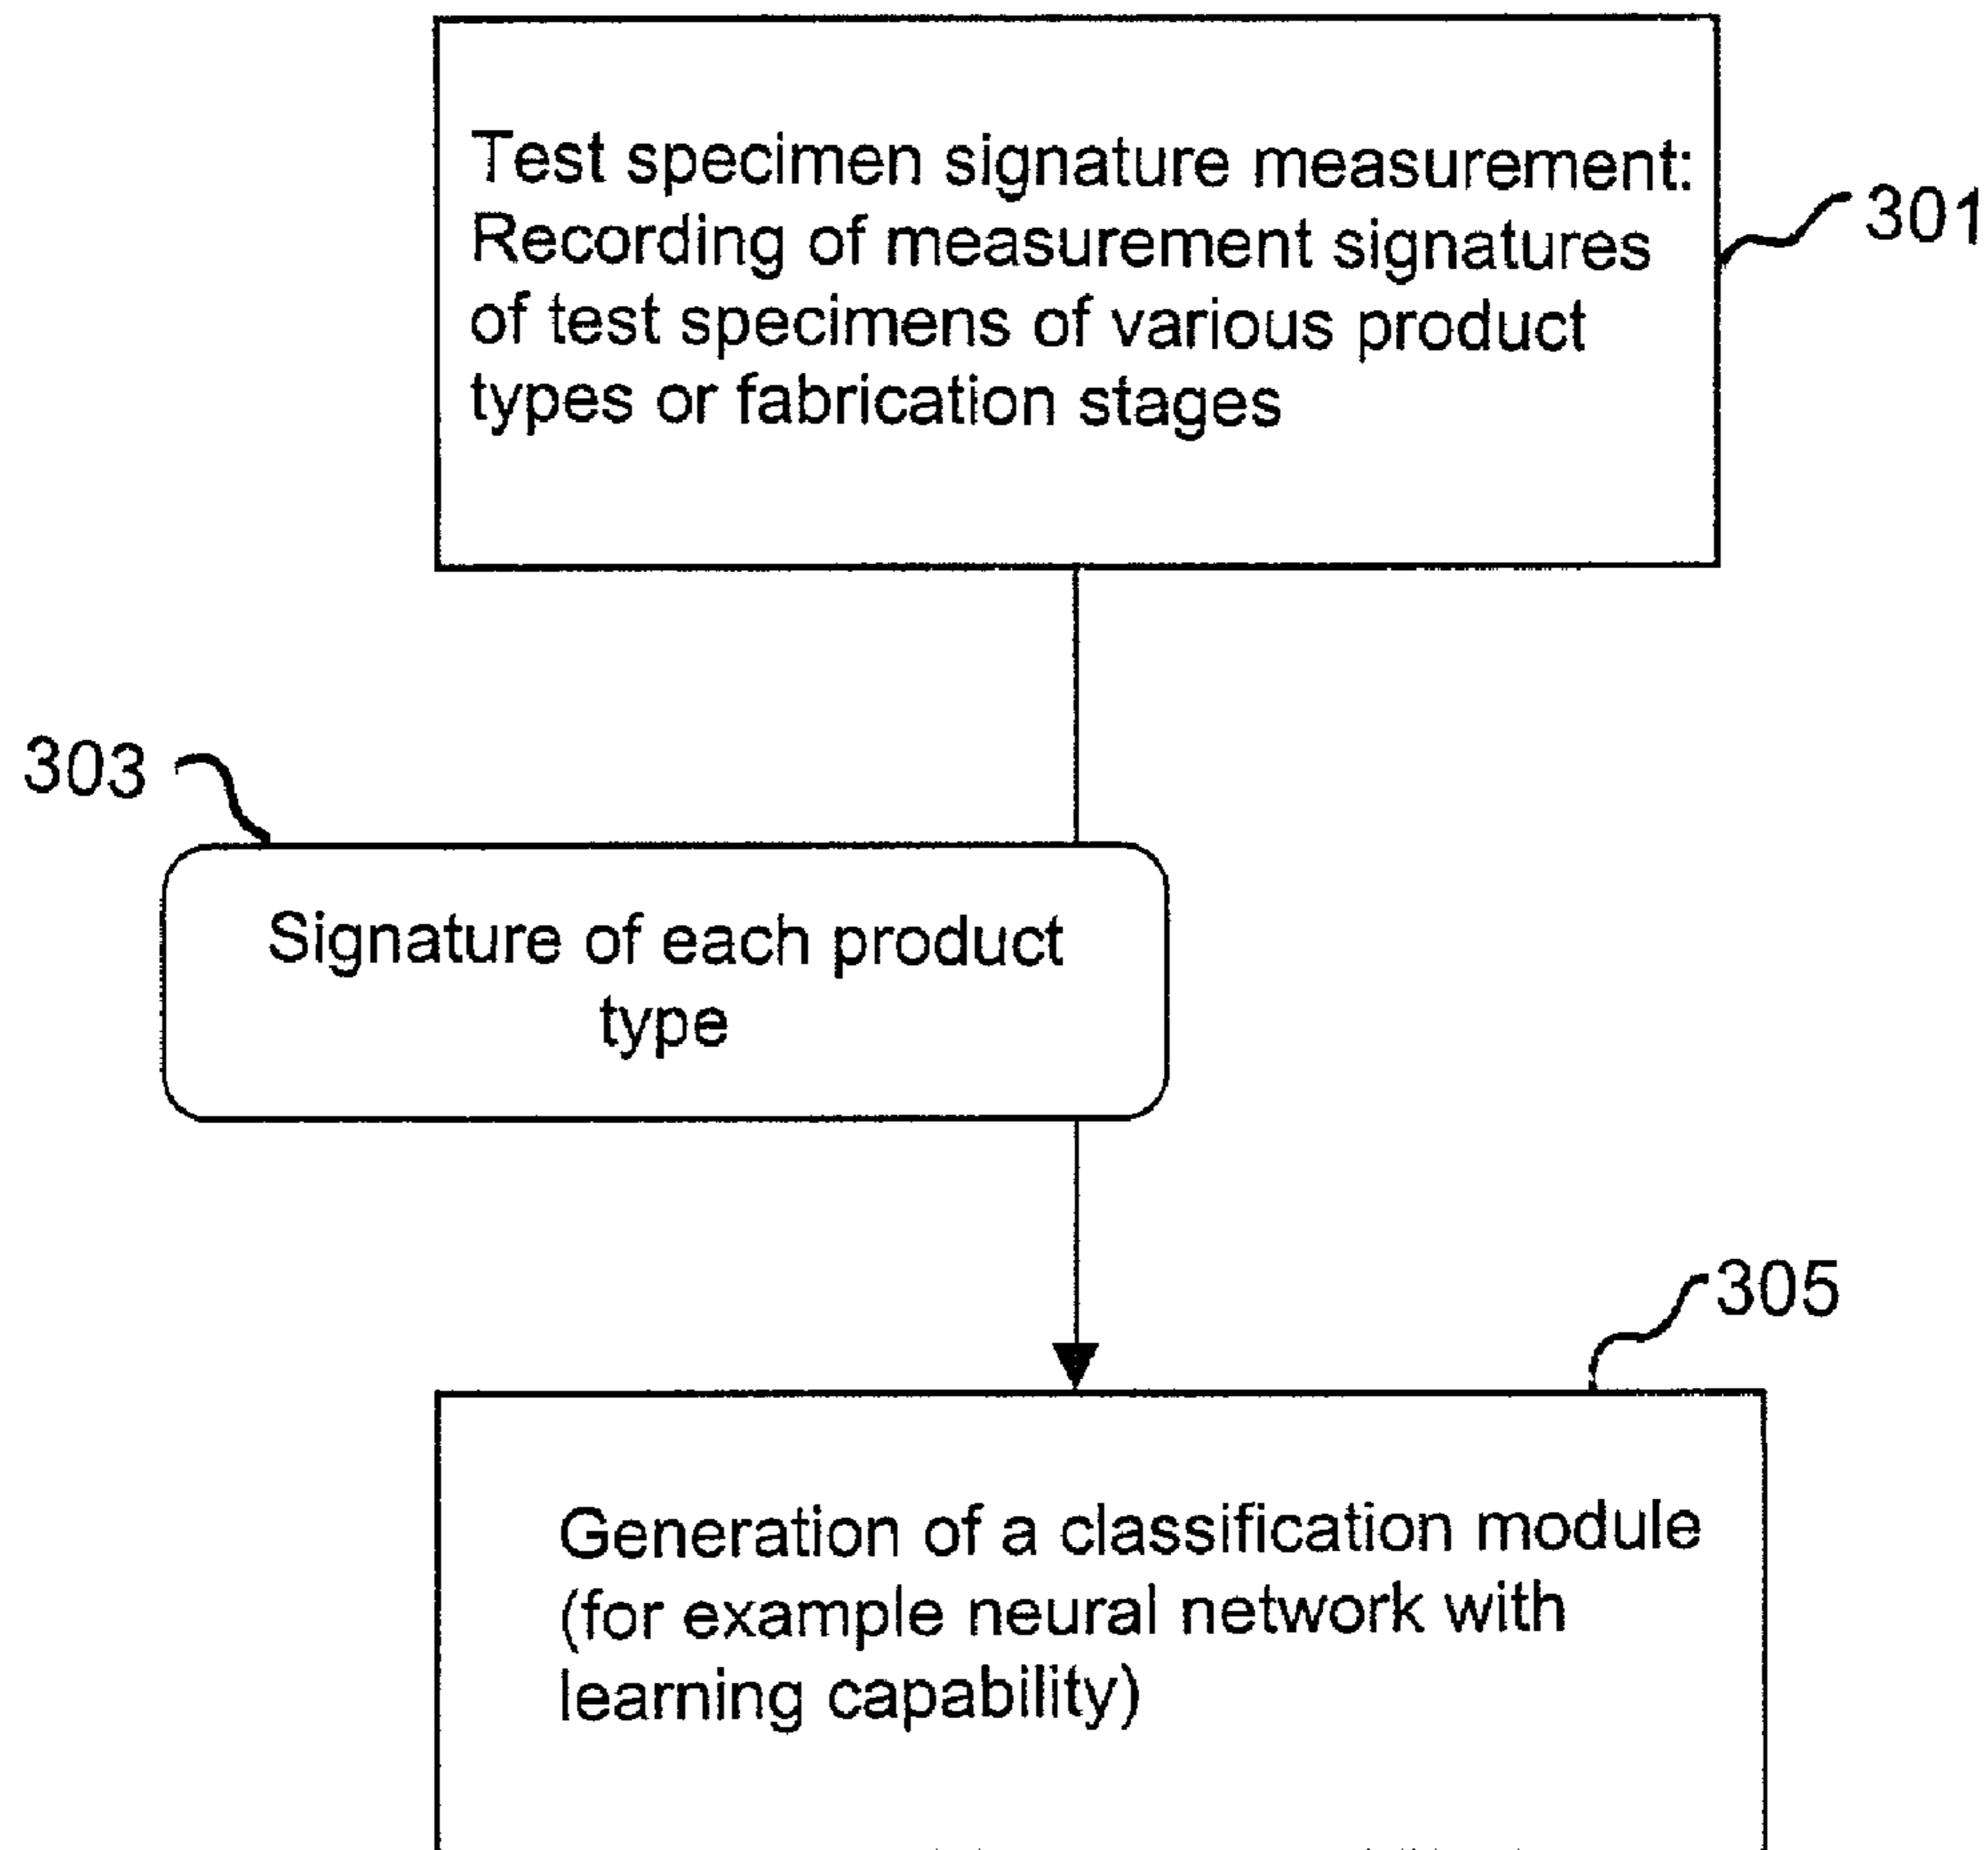 Test specimen signature measurement:
Recording of measurement signatures
of test specimens of various product
types or fabrication stages
301
303
Signature of each product
type
305
Generation of a classification module
(for example neural network with
learning capability)